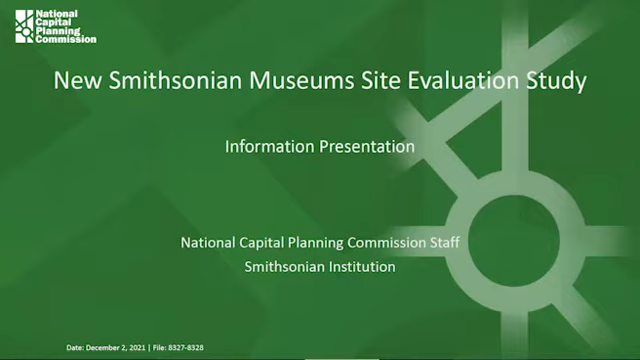 National
Capital
Planning
Commission
New Smithsonian Museums Site Evaluation Study
Information Presentation
National Capital Planning Commission Staff
Smithsonian Institution
Date: December 2, 2021 | File: 8327-8328